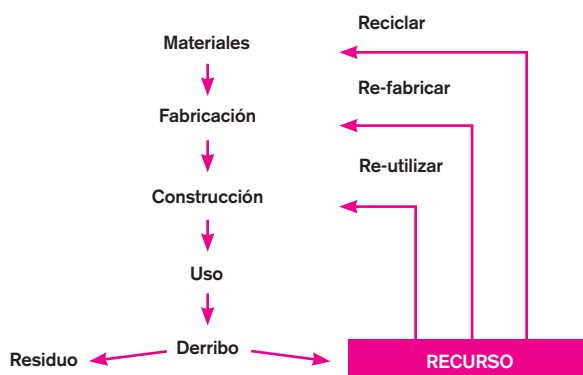 Reciclar
Materiales
Re-fabricar
Fabricación
Re-utilizar
Construcción
Uso
Derribo
Residuo
RECURSO